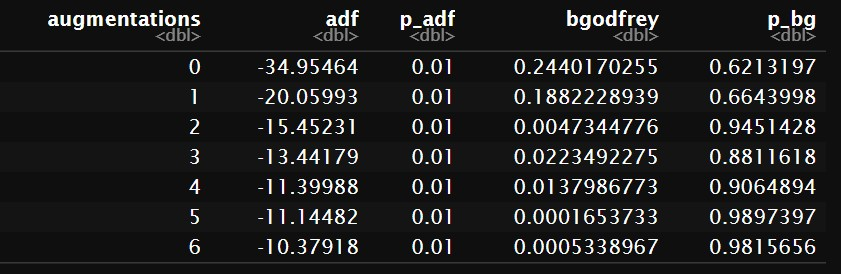 augmentations adf p_adf bgodfrey p_bg
<dbl> <dbl> <dbl> <dbl> <dbl>
0 -34.95464 0.01 0.2440170255 0.6213197
1 -20.05993 0.01 0.1882228939 0.6643998
2 -15.45231 0.01 0.0047344776 0.9451428
3 -13.44179 0.01 0.0223492275 0.8811618
4 -11.39988 0.01 0.0137986773 0.9064894
5 -11.14482 0.01 0.0001653733 0.9897397
6 -10.37918 0.01 0.0005338967 0.9815656